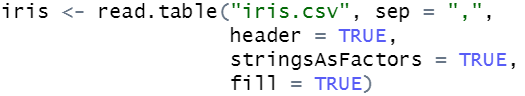 iris <- read.table("iris.csv", sep = ",",
                   header = TRUE,
                   stringsAsFactors = TRUE,
                   fill = TRUE)